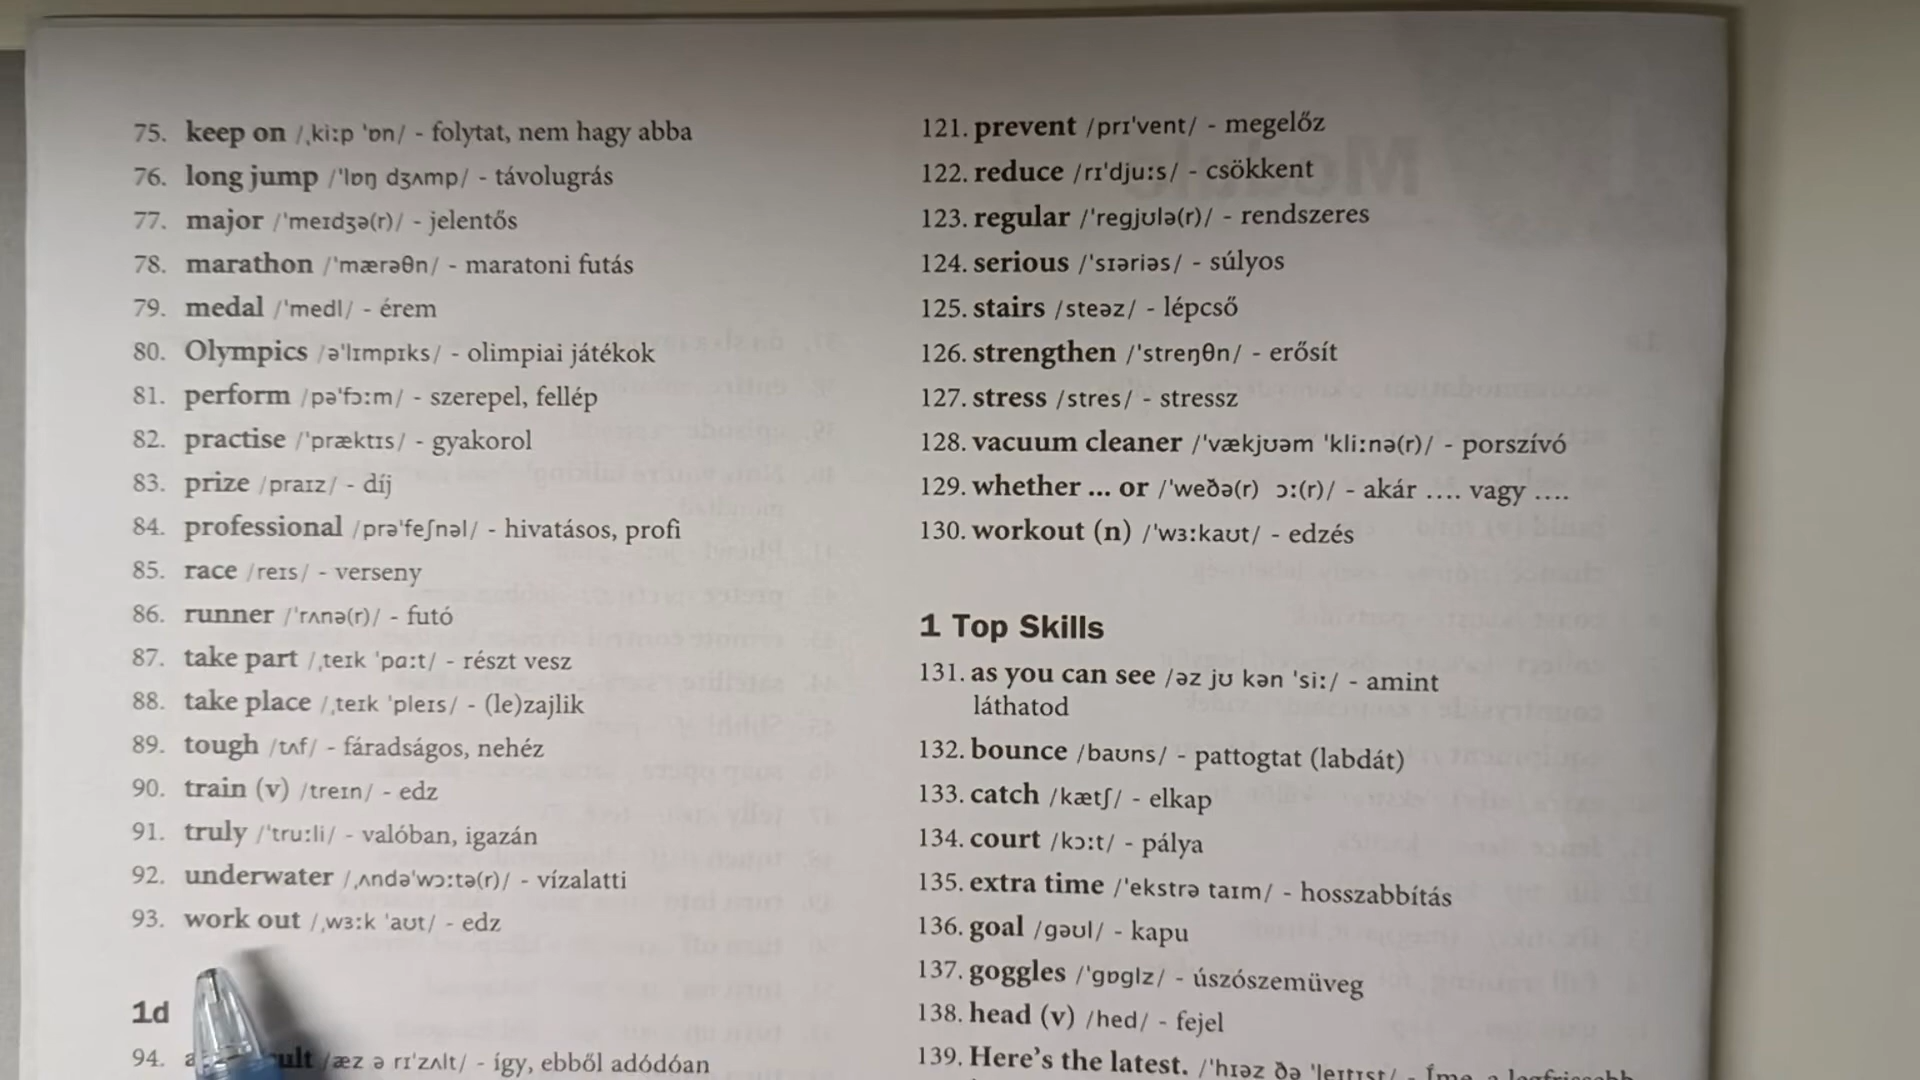 75. keep on /ˌkiːp ˈɒn/ - folytat, nem hagy abba
76. long jump /ˈlɒŋ dʒʌmp/ - távolugrás
77. major /ˈmeɪdʒə(r)/ - jelentős
78. marathon /ˈmærəθn/ - maratoni futás
79. medal /ˈmedl/ - érem
80. Olympics /əˈlɪmpɪks/ - olimpiai játékok
81. perform /pəˈfɔːm/ - szerepel, fellép
82. practise /ˈpræktɪs/ - gyakorol
83. prize /praɪz/ - díj
84. professional /prəˈfeʃnəl/ - hivatásos, profi
85. race /reɪs/ - verseny
86. runner /ˈrʌnə(r)/ - futó
87. take part /ˌteɪk ˈpɑːt/ - részt vesz
88. take place /ˌteɪk ˈpleɪs/ - (le)zajlik
89. tough /tʌf/ - fáradságos, nehéz
90. train (v) /treɪn/ - edz
91. truly /ˈtruːli/ - valóban, igazán
92. underwater /ˌʌndəˈwɔːtə(r)/ - vízalatti
93. work out /ˌwɜːk ˈaʊt/ - edz
1d
94. /æz ə rɪˈzʌlt/ - így, ebből adódóan
121. prevent /prɪˈvent/ - megelőz
122. reduce /rɪˈdjuːs/ - csökkent
123. regular /ˈregjʊlə(r)/ - rendszeres
124. serious /ˈsɪəriəs/ - súlyos
125. stairs /steəz/ - lépcső
126. strengthen /ˈstreŋθn/ - erősít
127. stress /stres/ - stressz
128. vacuum cleaner /ˈvækjʊəm ˈkliːnə(r)/ - porszívó
129. whether ... or /ˈweðə(r) ɔː(r)/ - akár .... vagy ....
130. workout (n) /ˈwɜːkaʊt/ - edzés
1 Top Skills
131. as you can see /əz jʊ kən ˈsiː/ - amint
láthatod
132. bounce /baʊns/ - pattogtat (labdát)
133. catch /kætʃ/ - elkap
134. court /kɔːt/ - pálya
135. extra time /ˈekstrə taɪm/ - hosszabbítás
136. goal /gəʊl/ - kapu
137. goggles /ˈgɒglz/ - úszószemüveg
138. head (v) /hed/ - fejel
139. Here's the latest. /ˈhɪəz ðə ˈleɪtɪst/ - Íme a